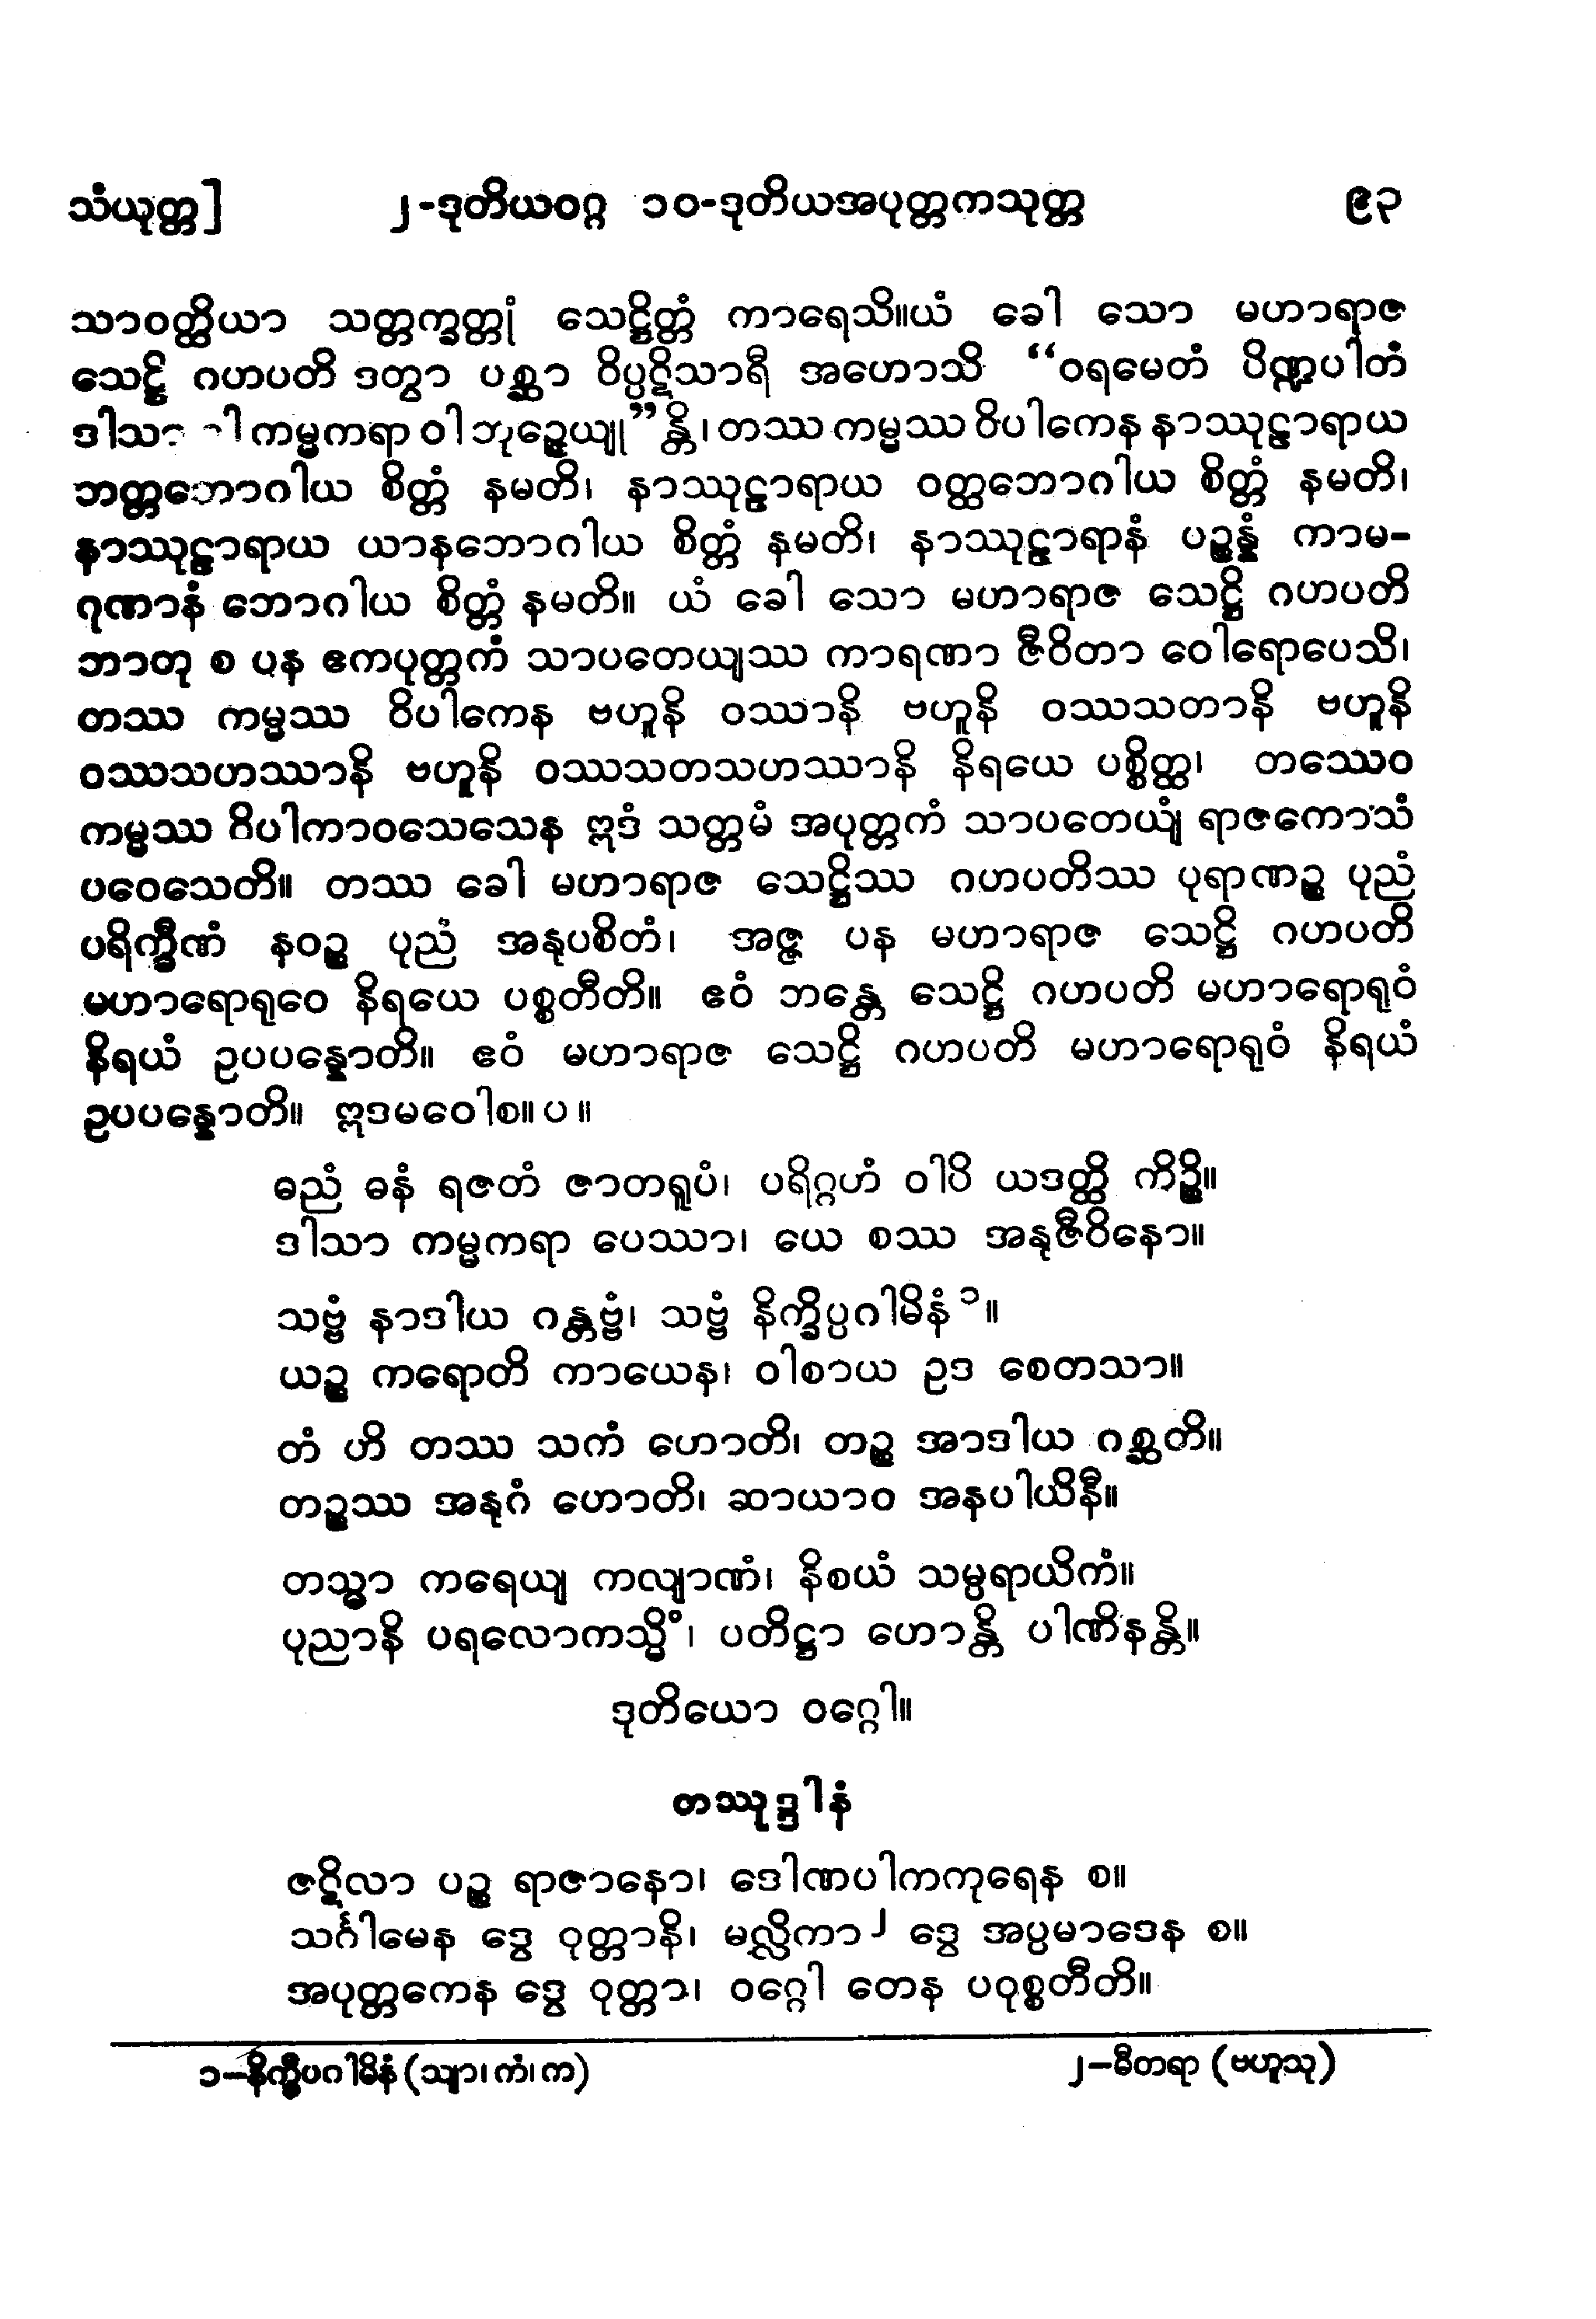 သံယုတ္တ] ၂-ဒုတိယဝဂ္ဂ ၁၀-ဒုတိယအပုတ္တကသုတ္တ ၉၃
သာဝတ္ထိယာ သတ္တက္ခတ္တုံ သေဋ္ဌိတ္တံ ကာရေသိ။ယံ ခေါ သော မဟာရာဇ
သေဋ္ဌိ ဂဟပတိ ဒတွာ ပစ္ဆာ ဝိပ္ပဋိသာရီ အဟောသိ “ဝရမေတံ ပိဏ္ဍပါတံ
ဒါသာ ကမ္မကရာ ဝါ ဘုဉ္ဇေယျု”န္တိ၊ တဿ ကမ္မဿ ဝိပါကေန နာဿုဠာရာယ
ဘတ္တဘောဂါယ စိတ္တံ နမတိ၊ နာဿုဠာရာယ ဝတ္ထဘောဂါယ စိတ္တံ နမတိ၊
နာဿုဠာရာယ ယာနဘောဂါယ စိတ္တံ နမတိ၊ နာဿုဠာရာနံ ပဉ္စန္နံ ကာမ-
ဂုဏာနံ ဘောဂါယ စိတ္တံ နမတိ။ ယံ ခေါ သော မဟာရာဇ သေဋ္ဌိ ဂဟပတိ
ဘာတု စ ပန ဧကပုတ္တကံ သာပတေယျဿ ကာရဏာ ဇီဝိတာ ဝေါရောပေသိ၊
တဿ ကမ္မဿ ဝိပါကေန ဗဟူနိ ဝဿာနိ ဗဟူနိ ဝဿသတာနိ ဗဟူနိ
ဝဿသဟဿာနိ ဗဟူနိ ဝဿသတသဟဿာနိ နိရယေ ပစ္စိတ္ထ၊ တဿေဝ
ကမ္မဿ ဝိပါကာဝသေသေန ဣဒံ သတ္တမံ အပုတ္တကံ သာပတေယျံ ရာဇကောသံ
ပဝေသေတိ။ တဿ ခေါ မဟာရာဇ သေဋ္ဌိဿ ဂဟပတိဿ ပုရာဏဉ္စ ပုညံ
ပရိက္ခီဏံ နဝဉ္စ ပုညံ အနုပစိတံ၊ အဇ္ဇ ပန မဟာရာဇ သေဋ္ဌိ ဂဟပတိ
မဟာရောရုဝေ နိရယေ ပစ္စတီတိ။ ဧဝံ ဘန္တေ သေဋ္ဌိ ဂဟပတိ မဟာရောရုဝံ
နိရယံ ဥပပန္နောတိ။ ဧဝံ မဟာရာဇ သေဋ္ဌိ ဂဟပတိ မဟာရောရုဝံ နိရယံ
ဥပပန္နောတိ။ ဣဒမဝေါစ။ ပ ။
ဓညံ ဓနံ ရဇတံ ဇာတရူပံ၊ ပရိဂ္ဂဟံ ဝါပိ ယဒတ္ထိ ကိဉ္စိ။
ဒါသာ ကမ္မကရာ ပေဿာ၊ ယေ စဿ အနုဇီဝိနော။
သဗ္ဗံ နာဒါယ ဂန္တဗ္ဗံ၊ သဗ္ဗံ နိက္ခိပ္ပဂါမိနံ ၁။
ယဉ္စ ကရောတိ ကာယေန၊ ဝါစာယ ဥဒ စေတသာ။
တံ ဟိ တဿ သကံ ဟောတိ၊ တဉ္စ အာဒါယ ဂစ္ဆတိ။
တဉ္စဿ အနုဂံ ဟောတိ၊ ဆာယာဝ အနပါယိနီ။
တသ္မာ ကရေယျ ကလျာဏံ၊ နိစယံ သမ္ပရာယိကံ။
ပုညာနိ ပရလောကသ္မိံ၊ ပတိဋ္ဌာ ဟောန္တိ ပါဏိနန္တိ။
ဒုတိယော ဝဂ္ဂေါ။
တဿုဒ္ဒါနံ
ဇဋိလာ ပဉ္စ ရာဇာနော၊ ဒေါဏပါကကုရေန စ။
သင်္ဂါမေန ဒွေ ဝုတ္တာနိ၊ မလ္လိကာ၂ ဒွေ အပ္ပမာဒေန စ။
အပုတ္တကေန ဒွေ ဝုတ္တာ၊ ဝဂ္ဂေါ တေန ပဝုစ္စတီတိ။
၁−နိက္ခီပဂါမိနံ (သျာ၊ ကံ၊ က) ၂−ဓီတရာ (ဗဟူသု)